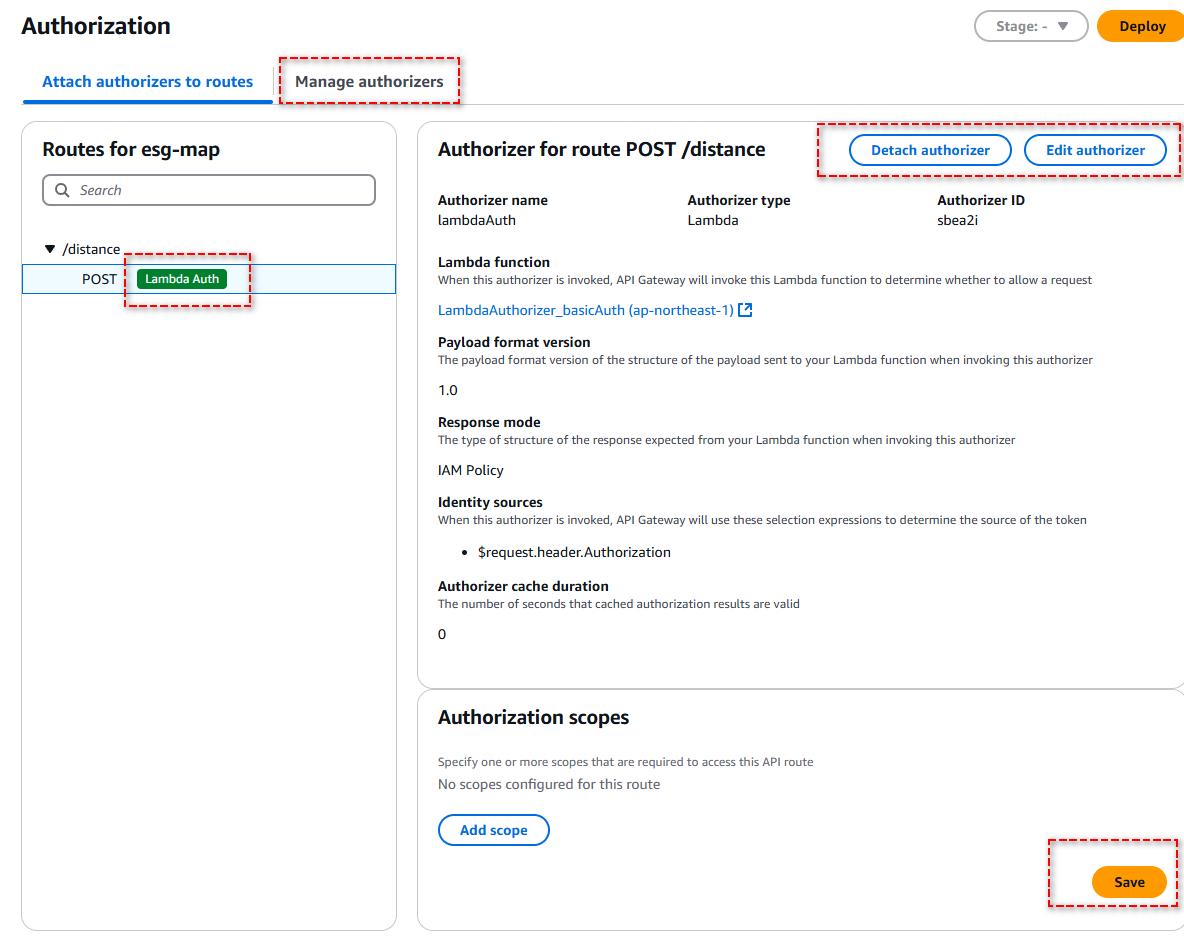 Authorization
Stage: -
Deploy
Attach authorizers to routes
Manage authorizers
Routes for esg-map
Search
/distance
POST
Lambda Auth
Authorizer for route POST /distance
Detach authorizer
Edit authorizer
Authorizer name
lambdaAuth
Authorizer type
Lambda
Authorizer ID
sbea2i
Lambda function
When this authorizer is invoked, API Gateway will invoke this Lambda function to determine whether to allow a request
LambdaAuthorizer_basicAuth (ap-northeast-1)
Payload format version
The payload format version of the structure of the payload sent to your Lambda function when invoking this authorizer
1.0
Response mode
The type of structure of the response expected from your Lambda function when invoking this authorizer
IAM Policy
Identity sources
When this authorizer is invoked, API Gateway will use these selection expressions to determine the source of the token
• $request.header.Authorization
Authorizer cache duration
The number of seconds that cached authorization results are valid
0
Authorization scopes
Specify one or more scopes that are required to access this API route
No scopes configured for this route
Add scope
Save